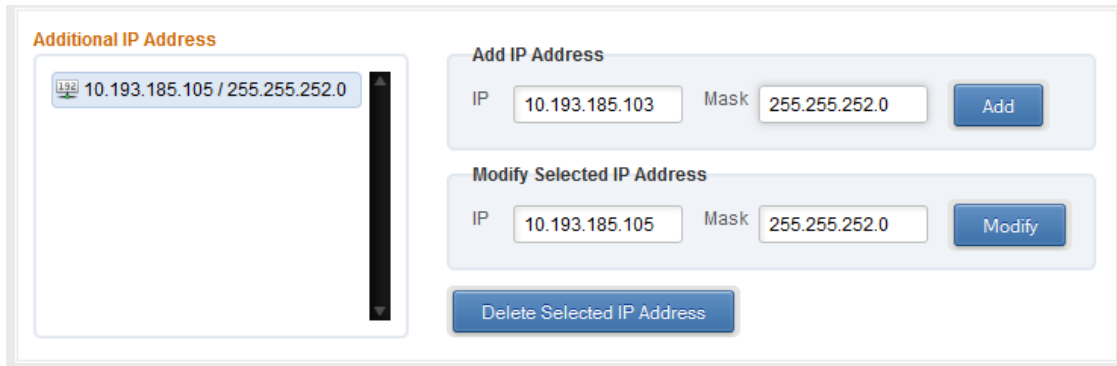 Additional IP Address
192
10.193.185.105 / 255.255.252.0
Add IP Address
IP 10.193.185.103 Mask 255.255.252.0 Add
Modify Selected IP Address
IP 10.193.185.105 Mask 255.255.252.0 Modify
Delete Selected IP Address